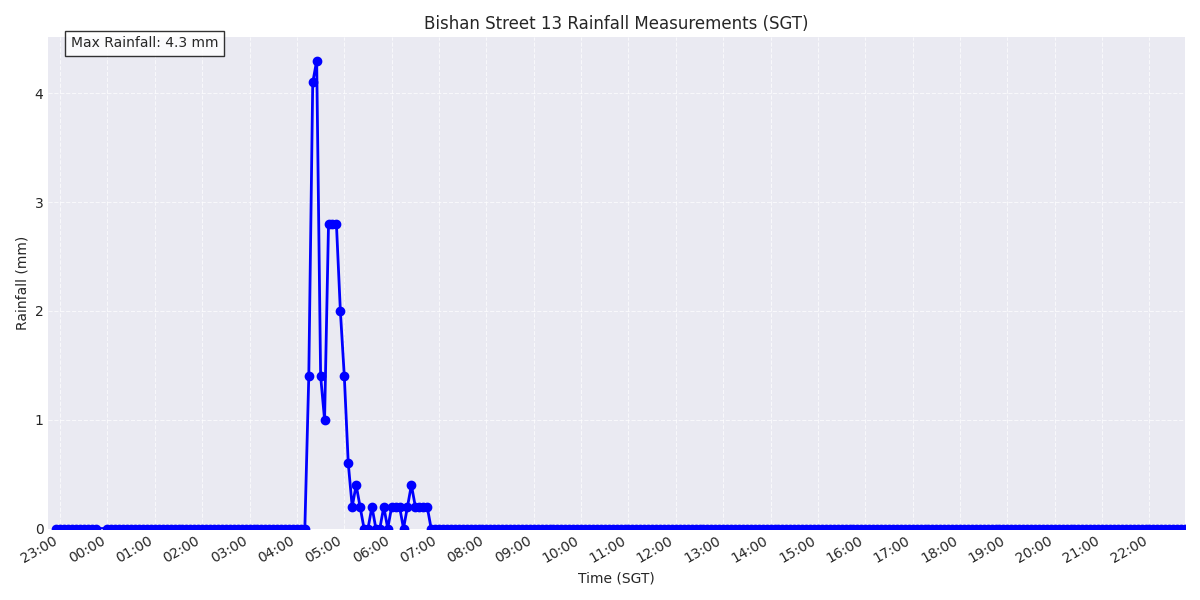 Bishan Street 13 Rainfall Measurements (SGT)
Max Rainfall: 4.3 mm
4
3
2
1
0
Rainfall (mm)
23:00 00:00 01:00 02:00 03:00 04:00 05:00 06:00 07:00 08:00 09:00 10:00 11:00 12:00 13:00 14:00 15:00 16:00 17:00 18:00 19:00 20:00 21:00 22:00
Time (SGT)